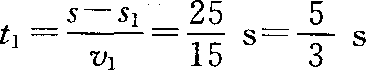 t₁ = (s − s₁)/v₁ = 25/15 s = 5/3 s